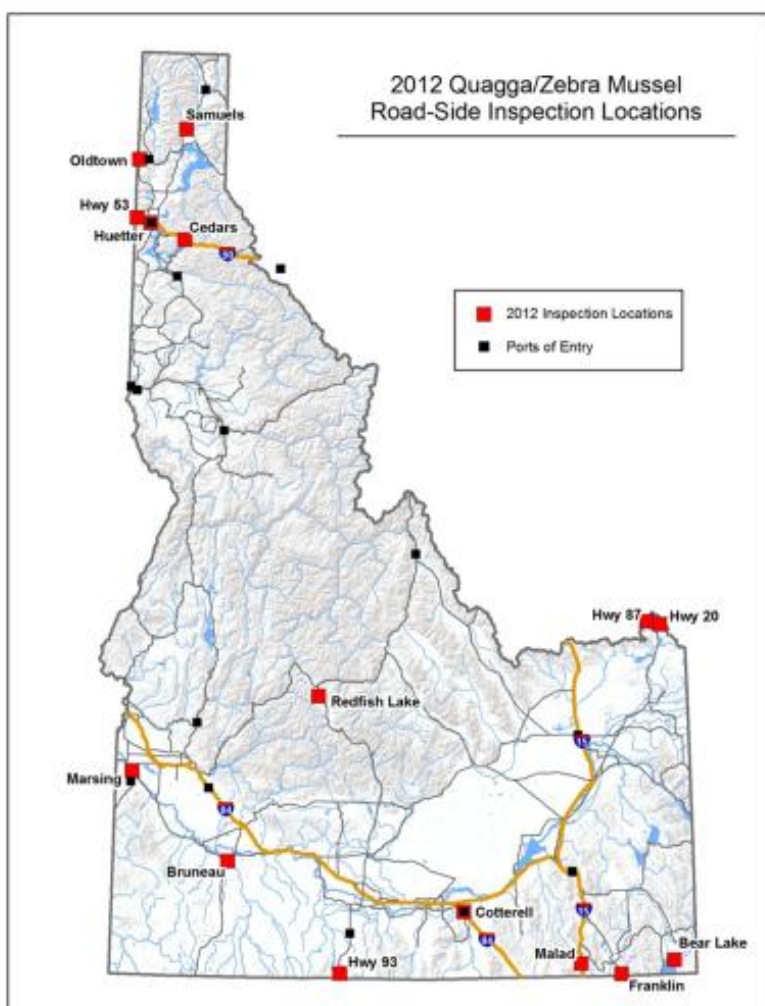 2012 Quagga/Zebra Mussel
Road-Side Inspection Locations
Samuels
Oldtown
Hwy 53
Huetter
Cedars
90
2012 Inspection Locations
Ports of Entry
Hwy 87
Hwy 20
Redfish Lake
15
Marsing
84
Bruneau
Cotterell
15
86
Hwy 93
Malad
Bear Lake
Franklin